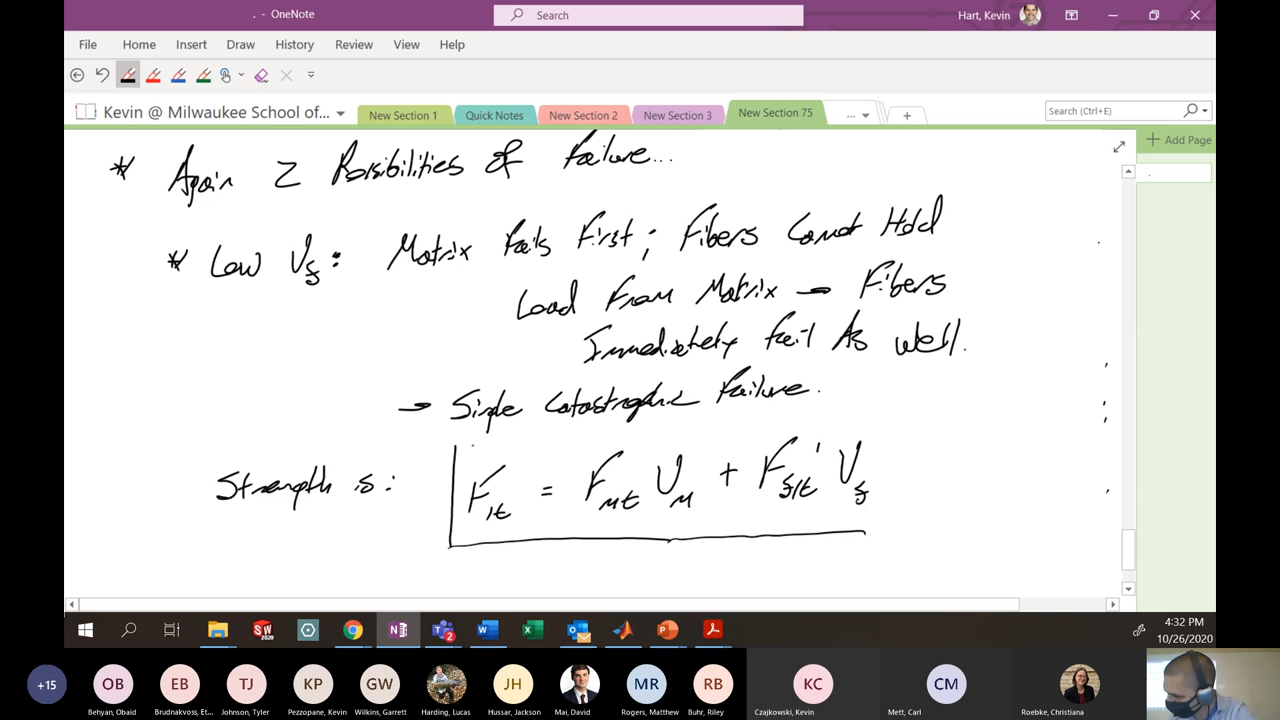 . - OneNote
Search
Hart, Kevin
File Home Insert Draw History Review View Help
Kevin @ Milwaukee School of...
New Section 1
Quick Notes
New Section 2
New Section 3
New Section 75
...
Search (Ctrl+E)
Add Page
.
* Again 2 Possibilities of Failure...
* Low Vf: Matrix Fails First; Fibers Cannot Hold
Load From Matrix → Fibers
Immediately Fail As Well.
→ Single Catastrophic Failure.
Strength is: F1t = Fmt Vm + Ff1t' Vf
4:32 PM
10/26/2020
+15
OB
EB
TJ
KP
GW
JH
MR
RB
KC
CM
Behyan, Obaid
Brudnakvoss, Et...
Johnson, Tyler
Pezzopane, Kevin
Wilkins, Garrett
Harding, Lucas
Hussar, Jackson
Mai, David
Rogers, Matthew
Buhr, Riley
Czajkowski, Kevin
Mett, Carl
Roebke, Christiana